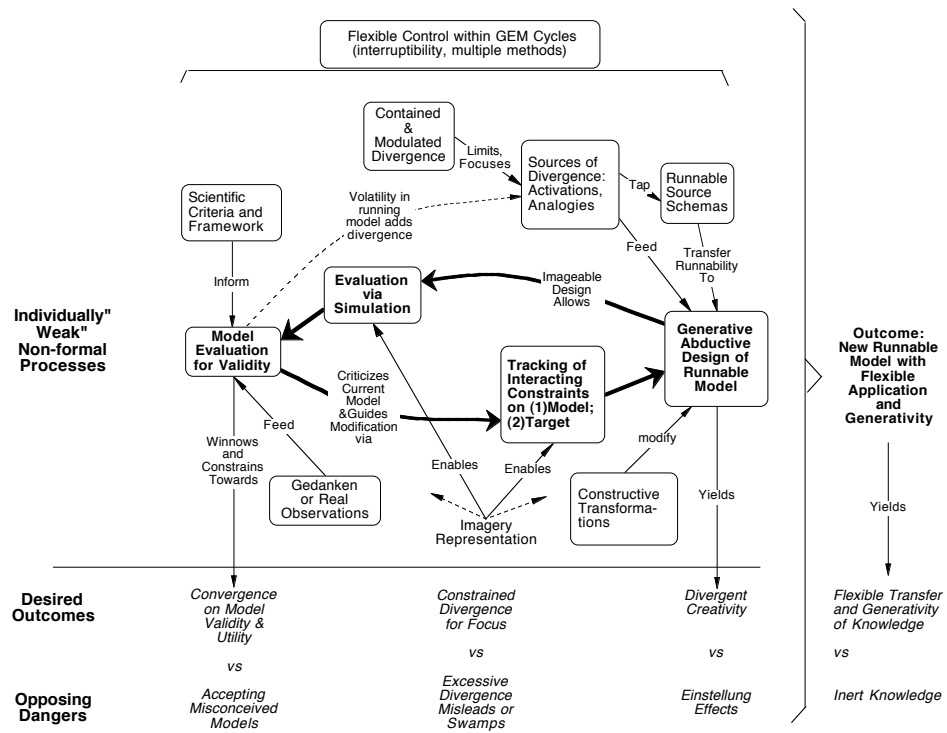 Flexible Control within GEM Cycles
(interruptibility, multiple methods)
Contained
&
Modulated
Divergence
Limits,
Focuses
Sources of
Divergence:
Activations,
Analogies
Tap
Runnable
Source
Schemas
Scientific
Criteria and
Framework
Volatility in
running
model adds
divergence
Feed
Transfer
Runnability
To
Inform
Evaluation
via
Simulation
Imageable
Design
Allows
Individually"
Weak"
Non-formal
Processes
Model
Evaluation
for Validity
Generative
Abductive
Design of
Runnable
Model
Outcome:
New Runnable
Model with
Flexible
Application
and
Generativity
Tracking of
Interacting
Constraints
on (1)Model;
(2)Target
Criticizes
Current
Model
&Guides
Modification
via
Feed
Winnows
and
Constrains
Towards
modify
Enables
Enables
Gedanken
or Real
Observations
Constructive
Transforma-
tions
Yields
Yields
Imagery
Representation
Desired
Outcomes
Convergence
on Model
Validity &
Utility
Constrained
Divergence
for Focus
Divergent
Creativity
Flexible Transfer
and Generativity
of Knowledge
vs
vs
vs
vs
Opposing
Dangers
Accepting
Misconceived
Models
Excessive
Divergence
Misleads or
Swamps
Einstellung
Effects
Inert Knowledge